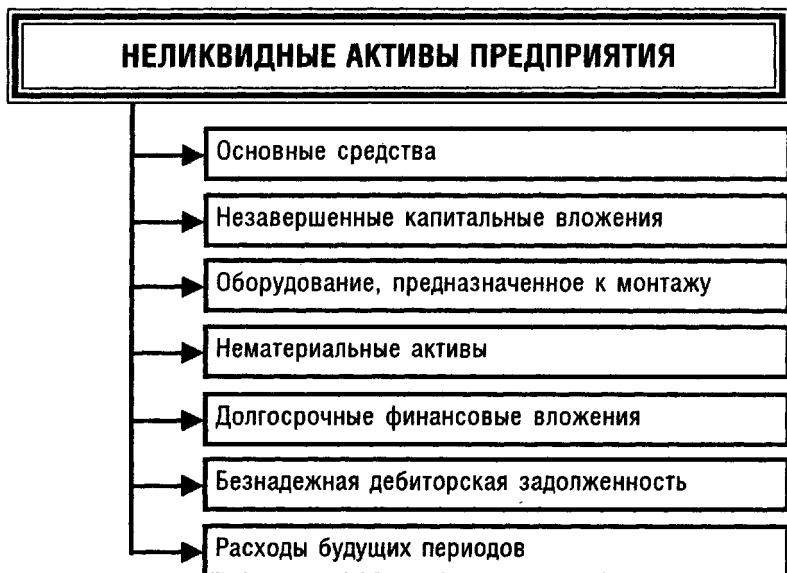 НЕЛИКВИДНЫЕ АКТИВЫ ПРЕДПРИЯТИЯ
Основные средства
Незавершенные капитальные вложения
Оборудование, предназначенное к монтажу
Нематериальные активы
Долгосрочные финансовые вложения
Безнадежная дебиторская задолженность
Расходы будущих периодов